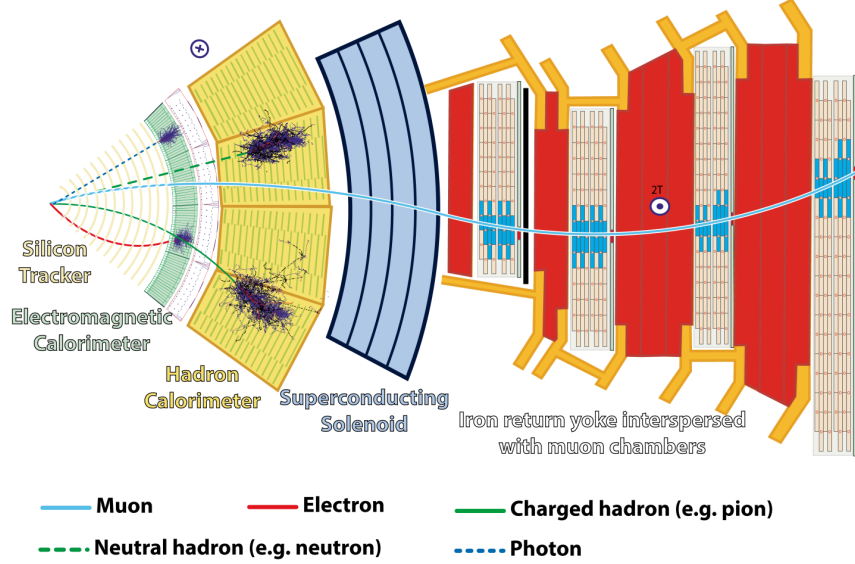 2T
Silicon
Tracker
Electromagnetic
Calorimeter
Hadron
Calorimeter
Superconducting
Solenoid
Iron return yoke interspersed
with muon chambers
Muon
Electron
Charged hadron (e.g. pion)
Neutral hadron (e.g. neutron)
Photon